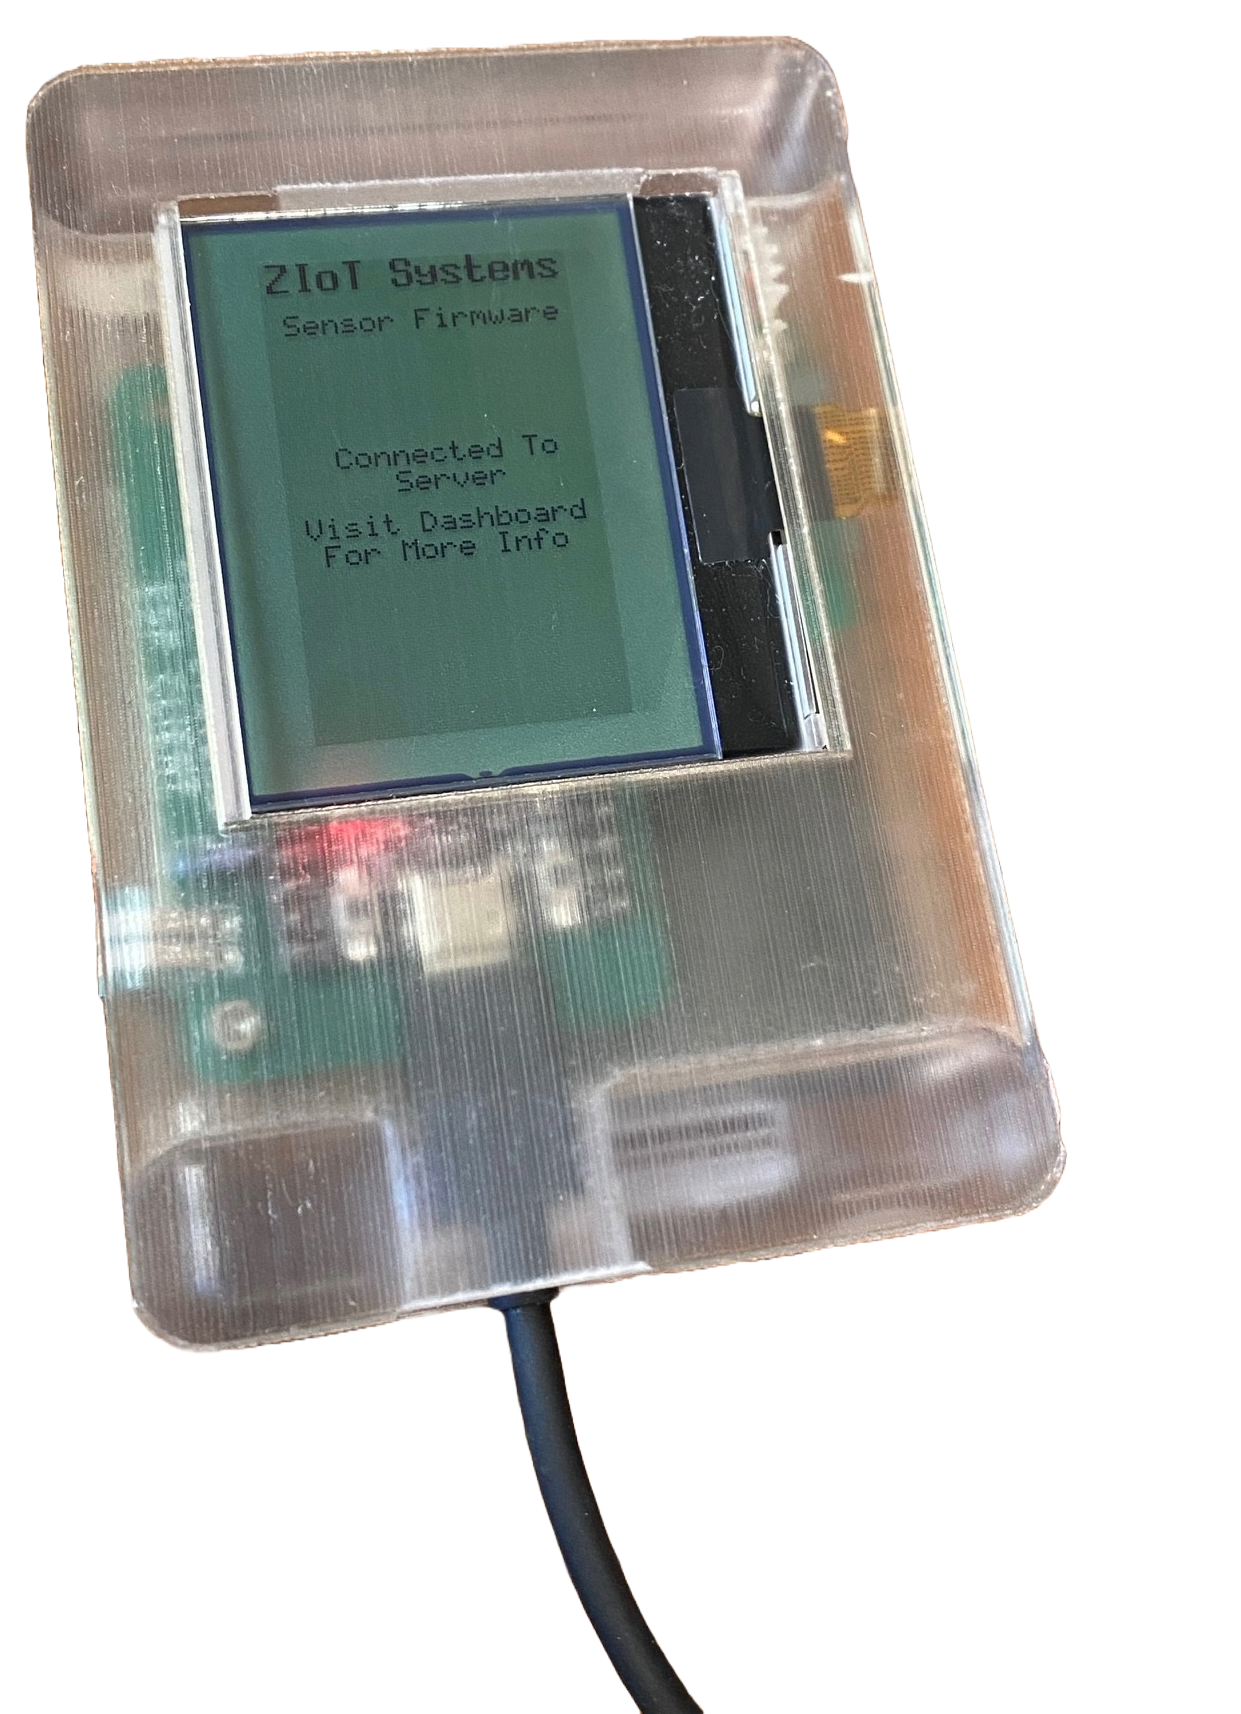 ZIoT Systems
Sensor Firmware
Connected To
Server
Visit Dashboard
For More Info